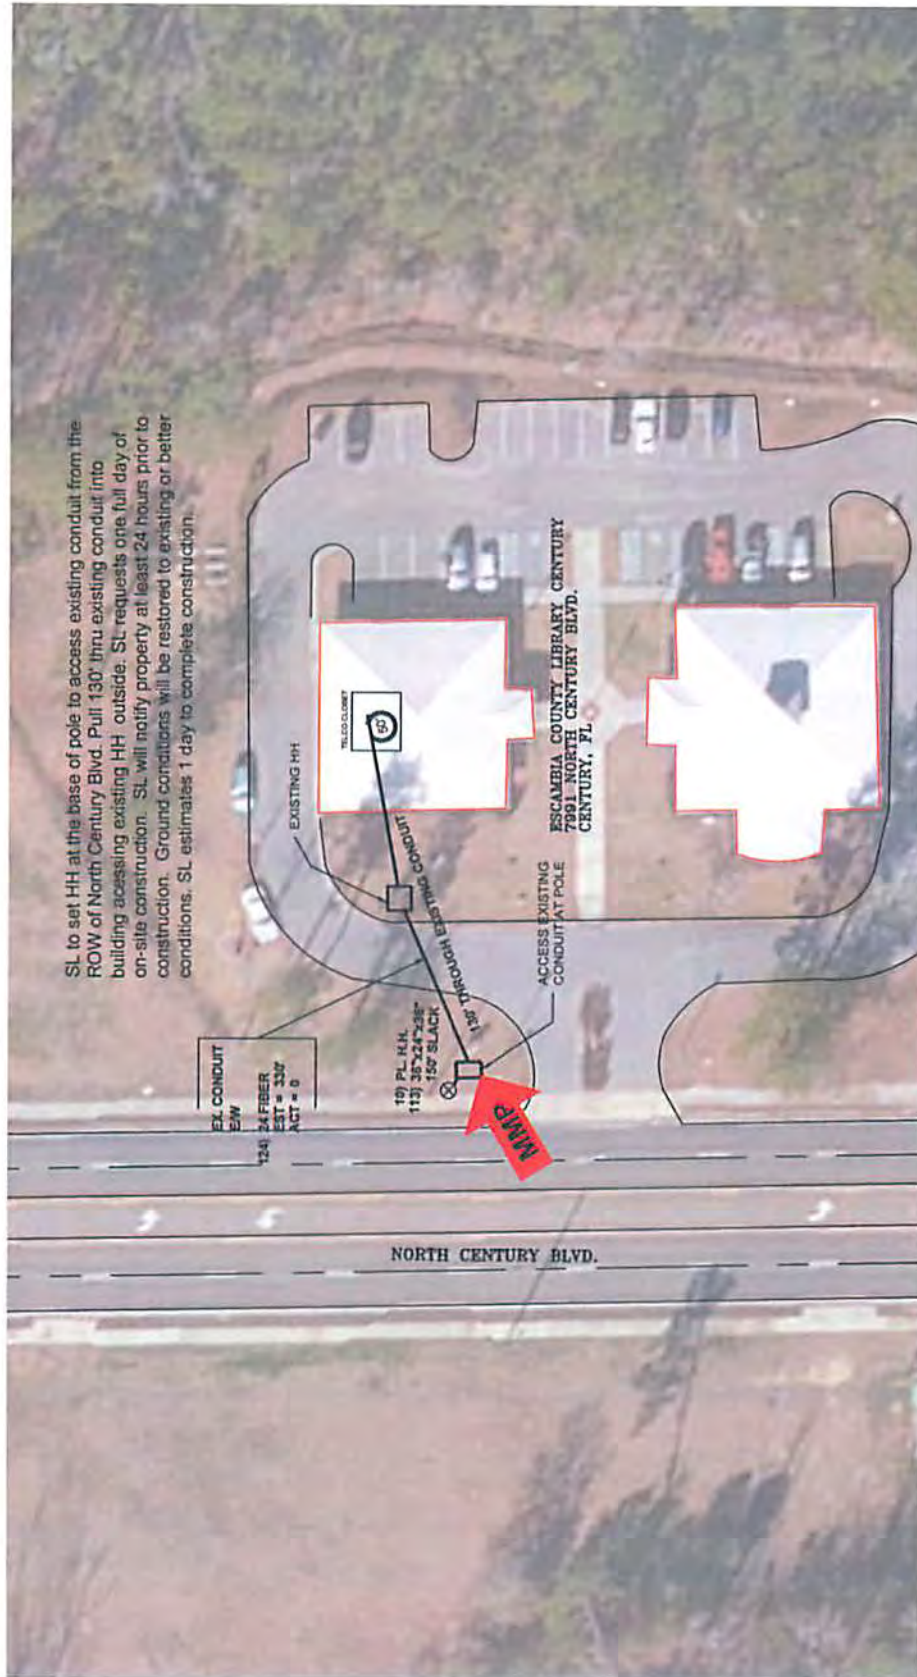 SL to set HH at the base of pole to access existing conduit from the
ROW of North Century Blvd. Pull 130' thru existing conduit into
building acessing existing HH outside. SL requests one full day of
on-site construction. SL will notify property at least 24 hours prior to
construction. Ground conditions will be restored to existing or better
conditions. SL estimates 1 day to complete construction.
EX. CONDUIT
E/W
124) 24 FIBER
EST = 330'
ACT = 0
EXISTING HH
TELCO CLOSET
50'
10) PL. H.H.
113) 36"x24"x36"
150' SLACK
130' THROUGH EXISTING CONDUIT
ACCESS EXISTING
CONDUIT AT POLE
MMP
ESCAMBIA COUNTY LIBRARY CENTURY
7991 NORTH CENTURY BLVD.
CENTURY, FL
NORTH CENTURY BLVD.